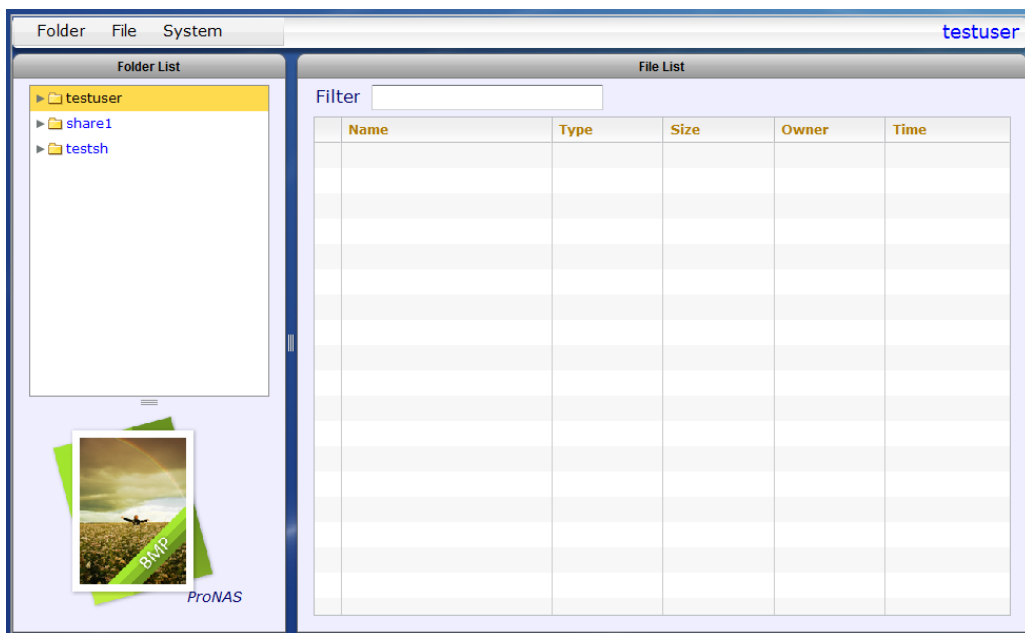 Folder File System testuser
Folder List
testuser
share1
testsh
BMP
ProNAS
File List
Filter
Name Type Size Owner Time